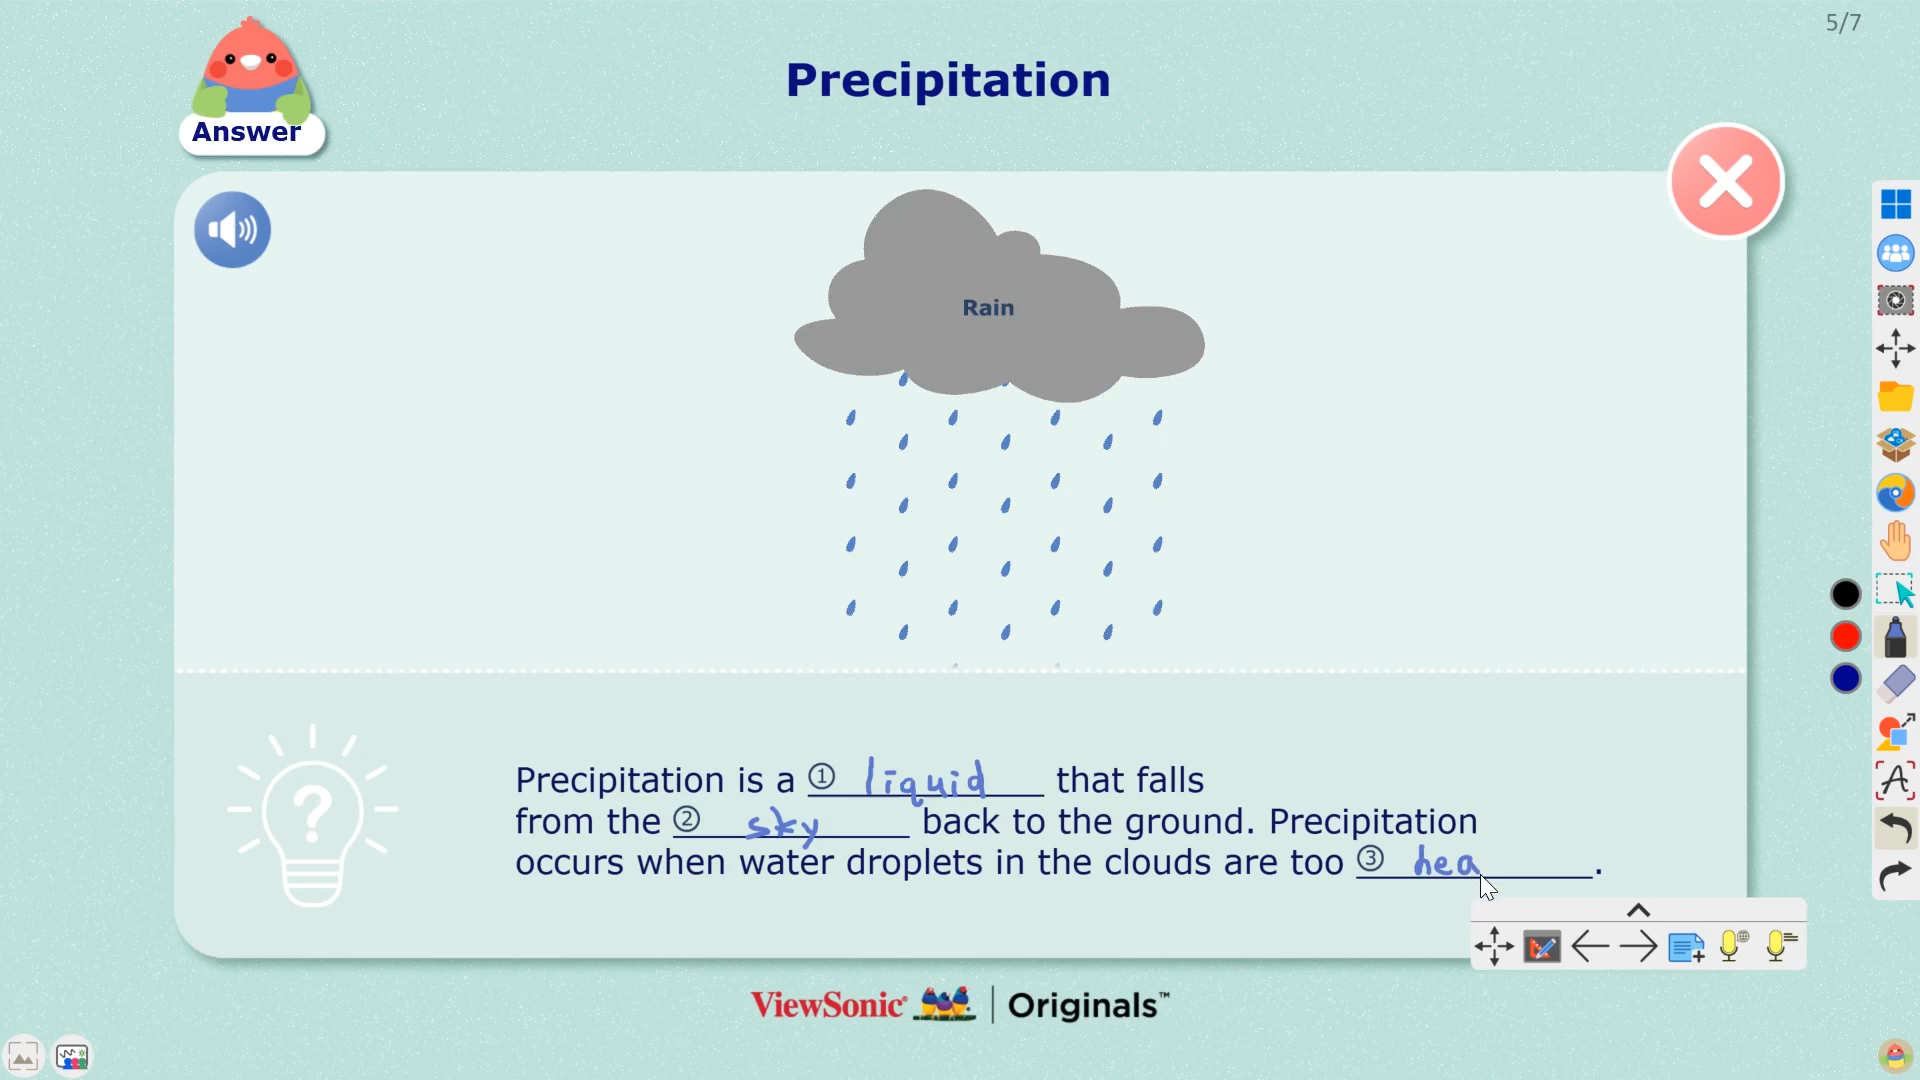 5/7
Precipitation
Answer
Rain
Precipitation is a ① liquid that falls
from the ② sky back to the ground. Precipitation
occurs when water droplets in the clouds are too ③ hea.
ViewSonic® | Originals™